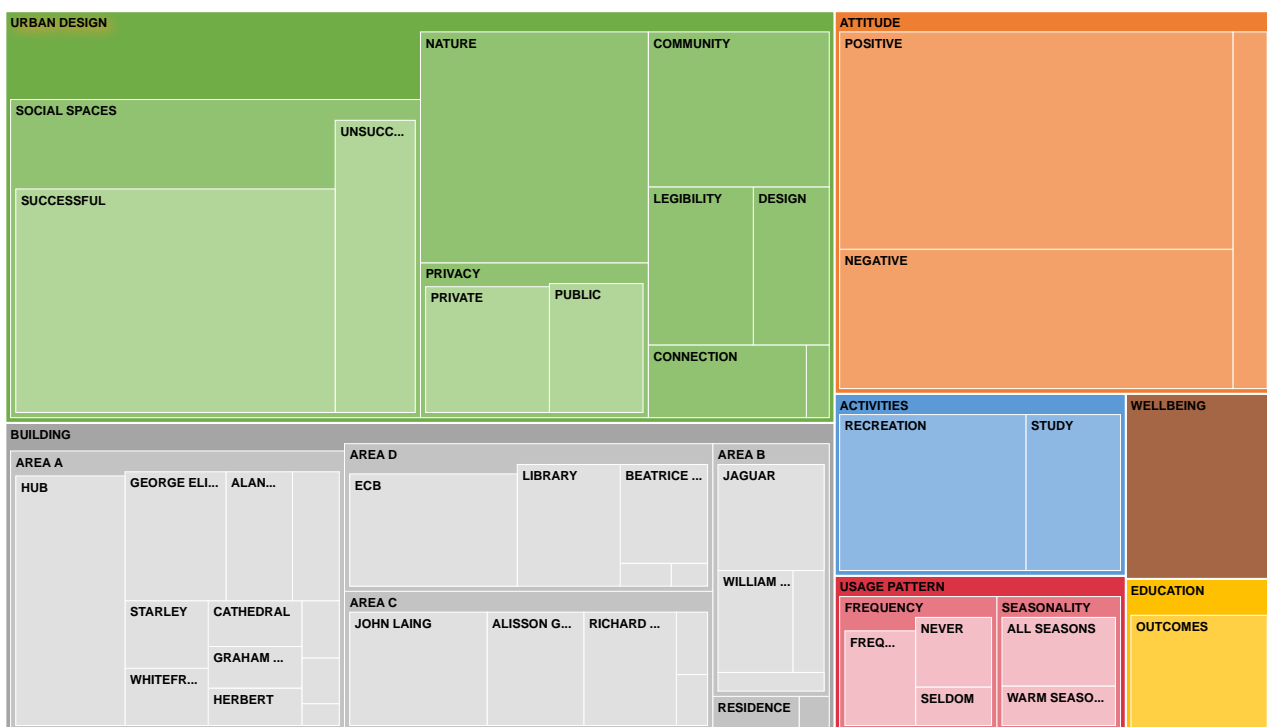 URBAN DESIGN
SOCIAL SPACES
SUCCESSFUL
UNSUCC...
NATURE
PRIVACY
PRIVATE
PUBLIC
COMMUNITY
LEGIBILITY
DESIGN
CONNECTION
ATTITUDE
POSITIVE
NEGATIVE
BUILDING
AREA A
HUB
GEORGE ELI...
ALAN...
STARLEY
CATHEDRAL
GRAHAM ...
WHITEFR...
HERBERT
AREA D
ECB
LIBRARY
BEATRICE ...
AREA C
JOHN LAING
ALISSON G...
RICHARD ...
AREA B
JAGUAR
WILLIAM ...
RESIDENCE
ACTIVITIES
RECREATION
STUDY
WELLBEING
USAGE PATTERN
FREQUENCY
FREQ...
NEVER
SELDOM
SEASONALITY
ALL SEASONS
WARM SEASO...
EDUCATION
OUTCOMES